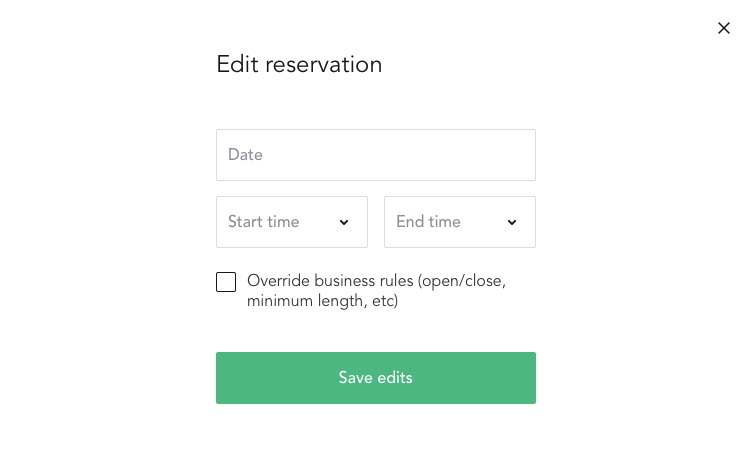 Edit reservation
Date
Start time
End time
Override business rules (open/close,
minimum length, etc)
Save edits